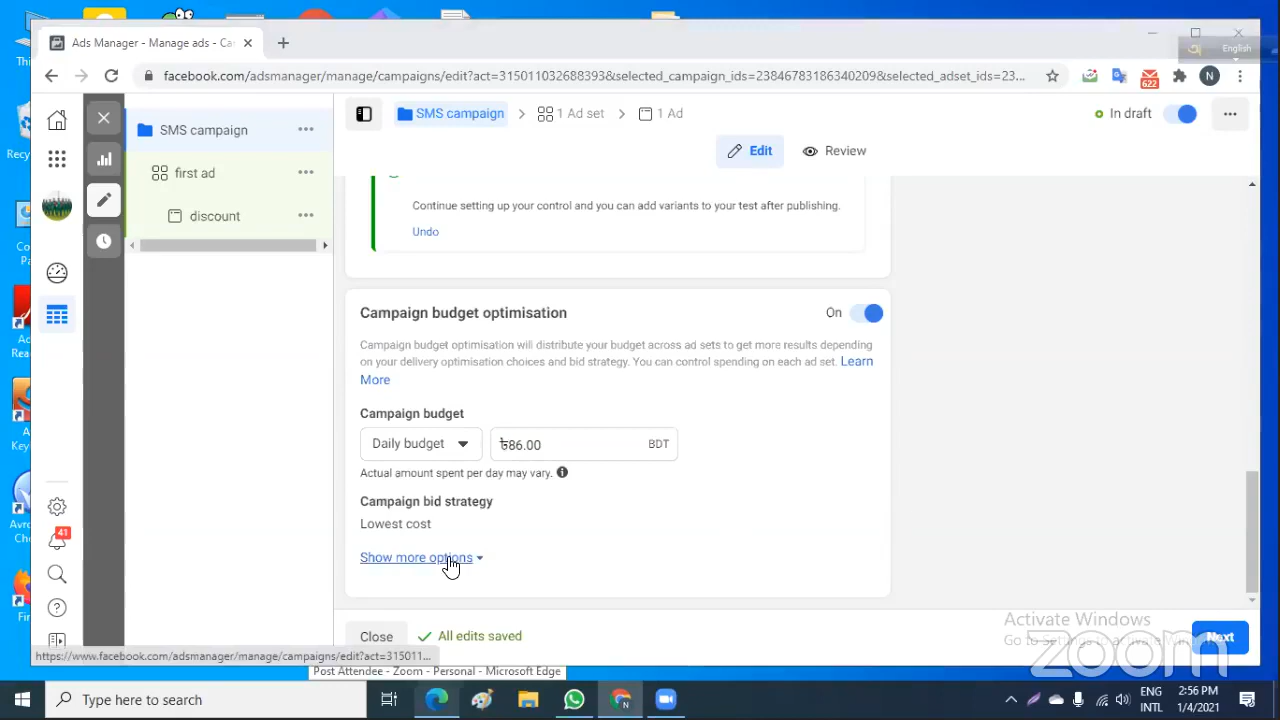 Ads Manager - Manage ads - Ca
English
facebook.com/adsmanager/manage/campaigns/edit?act=315011032688393&selected_campaign_ids=23846783186340209&selected_adset_ids=23...
622
N
SMS campaign
first ad
discount
SMS campaign > 1 Ad set > 1 Ad
In draft
Edit
Review
Continue setting up your control and you can add variants to your test after publishing.
Undo
Campaign budget optimisation
On
Campaign budget optimisation will distribute your budget across ad sets to get more results depending
on your delivery optimisation choices and bid strategy. You can control spending on each ad set. Learn
More
Campaign budget
Daily budget
৳86.00
BDT
Actual amount spent per day may vary.
Campaign bid strategy
Lowest cost
Show more options
41
Close
All edits saved
Activate Windows
Go to Settings to activate Windows.
Next
zoom
https://www.facebook.com/adsmanager/manage/campaigns/edit?act=315011...
Post Attendee - Zoom - Personal - Microsoft Edge
Type here to search
ENG
INTL
2:56 PM
1/4/2021